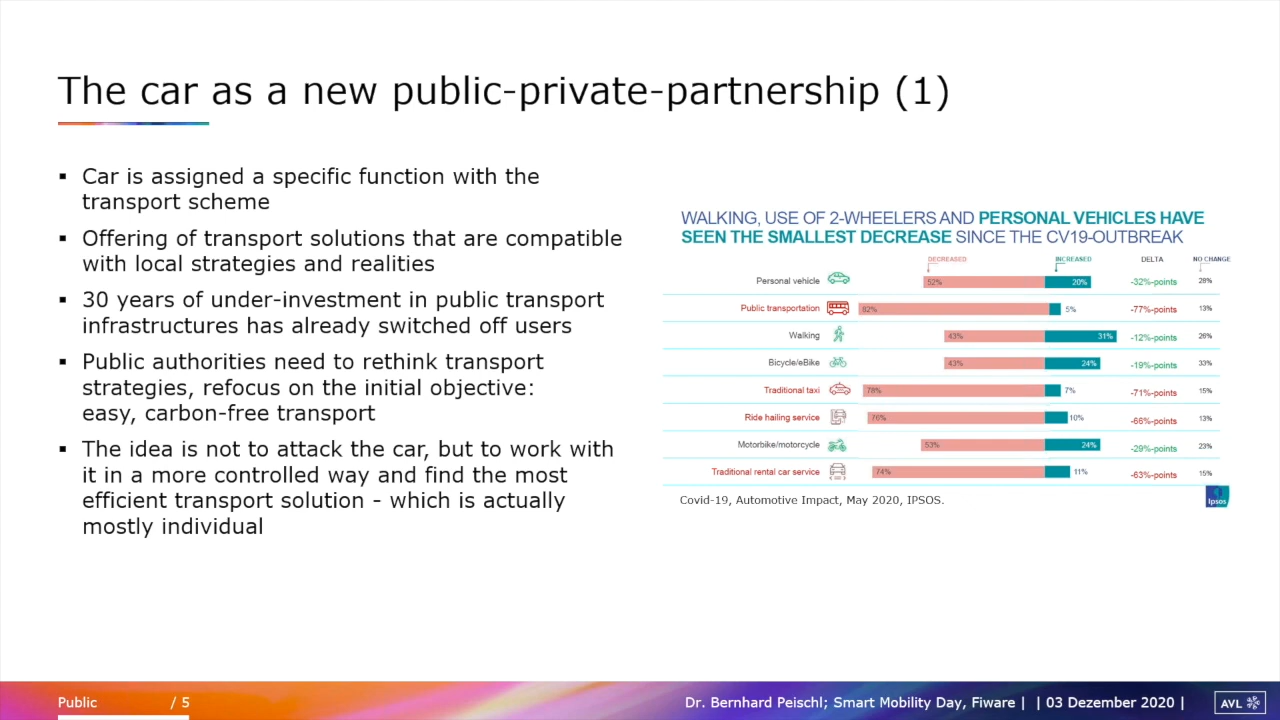 The car as a new public-private-partnership (1)
▪ Car is assigned a specific function with the
transport scheme
▪ Offering of transport solutions that are compatible
with local strategies and realities
▪ 30 years of under-investment in public transport
infrastructures has already switched off users
▪ Public authorities need to rethink transport
strategies, refocus on the initial objective:
easy, carbon-free transport
▪ The idea is not to attack the car, but to work with
it in a more controlled way and find the most
efficient transport solution - which is actually
mostly individual
WALKING, USE OF 2-WHEELERS AND PERSONAL VEHICLES HAVE
SEEN THE SMALLEST DECREASE SINCE THE CV19-OUTBREAK
DECREASED INCREASED DELTA NO CHANGE
Personal vehicle 52% 20% -32%-points 28%
Public transportation 82% 5% -77%-points 13%
Walking 43% 31% -12%-points 26%
Bicycle/eBike 43% 24% -19%-points 33%
Traditional taxi 78% 7% -71%-points 15%
Ride hailing service 76% 10% -66%-points 13%
Motorbike/motorcycle 53% 24% -29%-points 23%
Traditional rental car service 74% 11% -63%-points 15%
Covid-19, Automotive Impact, May 2020, IPSOS.
Ipsos
Public / 5 Dr. Bernhard Peischl; Smart Mobility Day, Fiware | | 03 Dezember 2020 | AVL